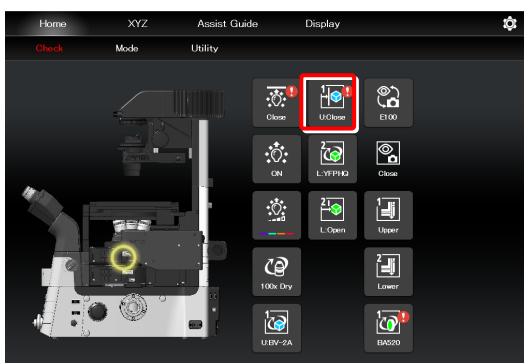 Home XYZ Assist Guide Display
Check Mode Utility
Close U:Close E100
ON L:YFPHQ Close
L:Open Upper
100x Dry Lower
U:BV-2A BA520